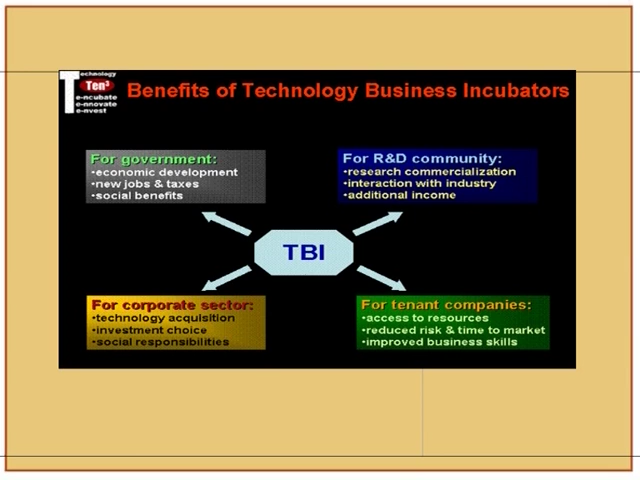 Technology
Ten³
e-ncubate
e-nnovate
e-nvest
Benefits of Technology Business Incubators
For government:
•economic development
•new jobs & taxes
•social benefits
For R&D community:
•research commercialization
•interaction with industry
•additional income
TBI
For corporate sector:
•technology acquisition
•investment choice
•social responsibilities
For tenant companies:
•access to resources
•reduced risk & time to market
•improved business skills